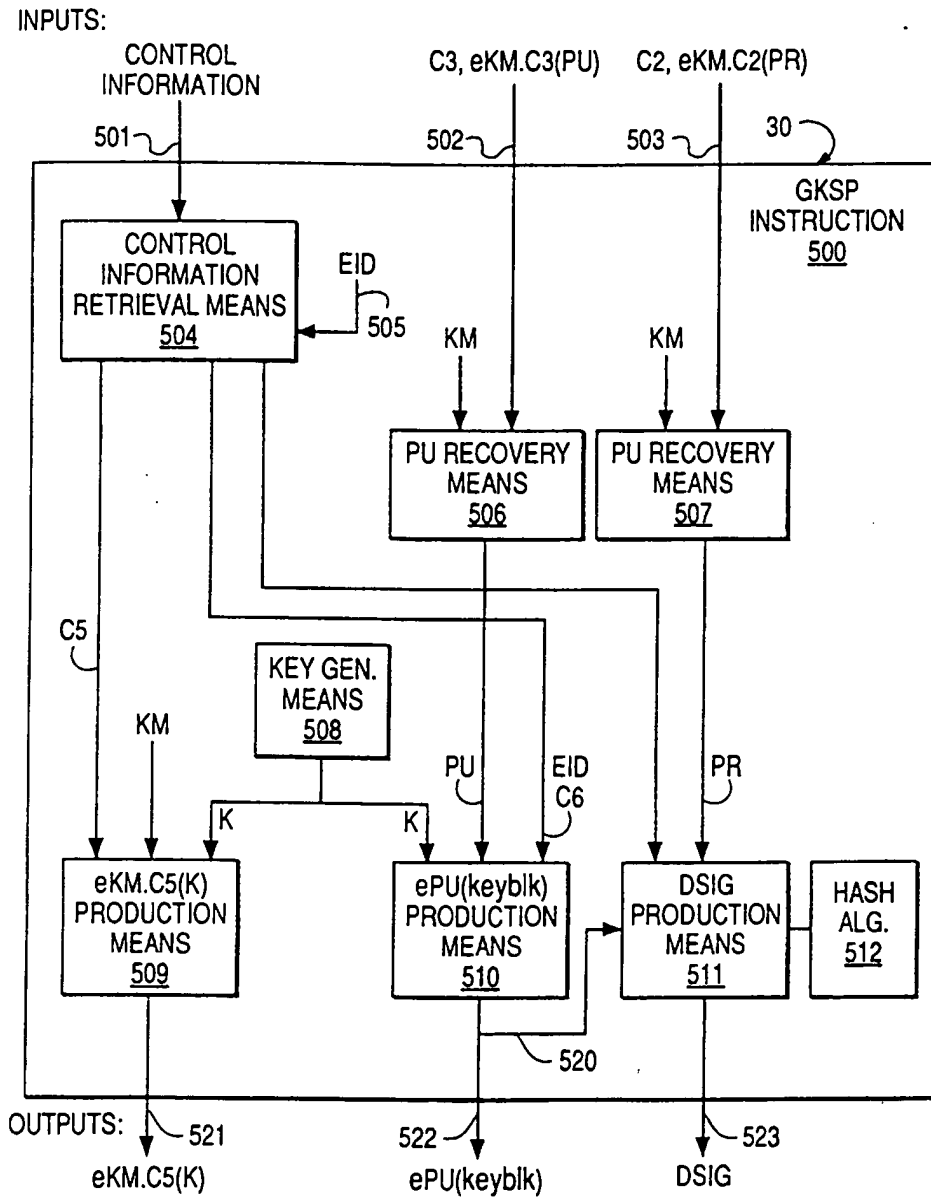 INPUTS:
CONTROL
INFORMATION
C3, eKM.C3(PU)
C2, eKM.C2(PR)
501
502
503
30
GKSP
INSTRUCTION
500
CONTROL
INFORMATION
RETRIEVAL MEANS
504
EID
505
KM
KM
PU RECOVERY
MEANS
506
PU RECOVERY
MEANS
507
C5
KEY GEN.
MEANS
508
KM
K
K
PU
EID
C6
PR
eKM.C5(K)
PRODUCTION
MEANS
509
ePU(keyblk)
PRODUCTION
MEANS
510
DSIG
PRODUCTION
MEANS
511
HASH
ALG.
512
520
OUTPUTS:
521
522
523
eKM.C5(K)
ePU(keyblk)
DSIG